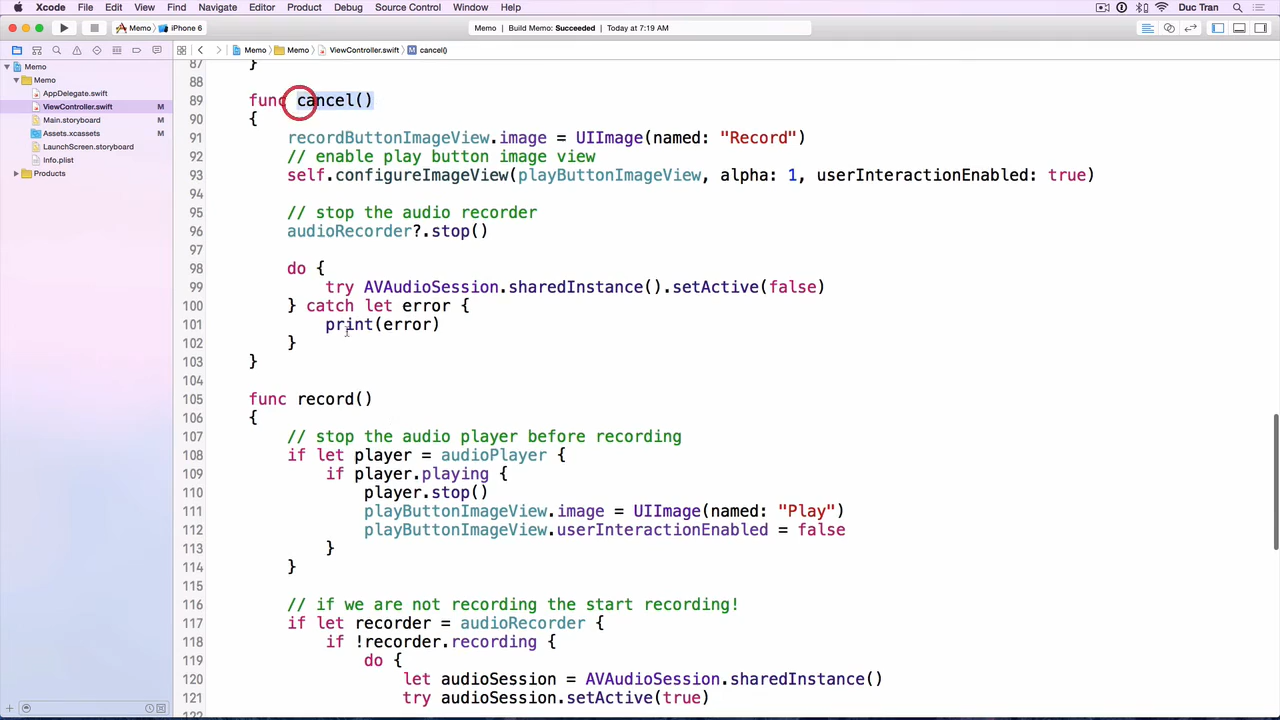 Xcode File Edit View Navigate Editor Product Debug Source Control Window Help Duc Tran
Memo iPhone 6 Memo | Build Memo: Succeeded | Today at 7:19 AM
Memo Memo ViewController.swift M cancel()
Memo
Memo
AppDelegate.swift
ViewController.swift M
Main.storyboard M
Assets.xcassets M
LaunchScreen.storyboard
Info.plist
Products
87 }
88
89 func cancel()
90 {
91 recordButtonImageView.image = UIImage(named: "Record")
92 // enable play button image view
93 self.configureImageView(playButtonImageView, alpha: 1, userInteractionEnabled: true)
94
95 // stop the audio recorder
96 audioRecorder?.stop()
97
98 do {
99 try AVAudioSession.sharedInstance().setActive(false)
100 } catch let error {
101 print(error)
102 }
103 }
104
105 func record()
106 {
107 // stop the audio player before recording
108 if let player = audioPlayer {
109 if player.playing {
110 player.stop()
111 playButtonImageView.image = UIImage(named: "Play")
112 playButtonImageView.userInteractionEnabled = false
113 }
114 }
115
116 // if we are not recording the start recording!
117 if let recorder = audioRecorder {
118 if !recorder.recording {
119 do {
120 let audioSession = AVAudioSession.sharedInstance()
121 try audioSession.setActive(true)